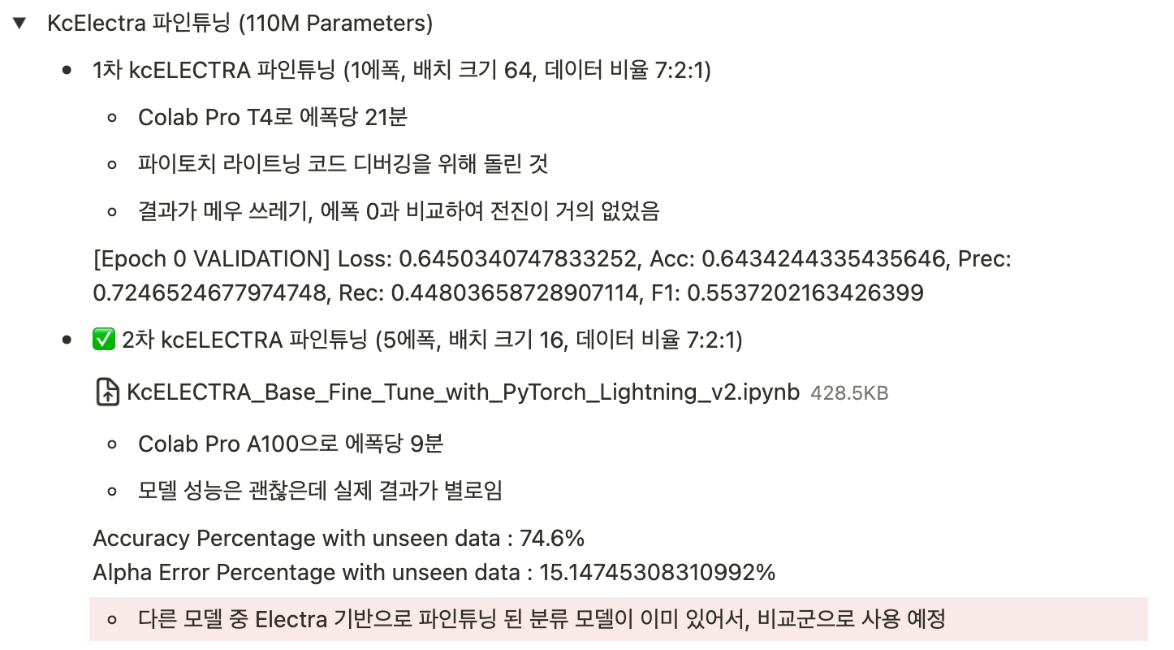 ▼ KcElectra 파인튜닝 (110M Parameters)
• 1차 kcELECTRA 파인튜닝 (1에폭, 배치 크기 64, 데이터 비율 7:2:1)
◦ Colab Pro T4로 에폭당 21분
◦ 파이토치 라이트닝 코드 디버깅을 위해 돌린 것
◦ 결과가 메우 쓰레기, 에폭 0과 비교하여 전진이 거의 없었음
[Epoch 0 VALIDATION] Loss: 0.6450340747833252, Acc: 0.6434244335435646, Prec:
0.7246524677974748, Rec: 0.44803658728907114, F1: 0.5537202163426399
• ✅ 2차 kcELECTRA 파인튜닝 (5에폭, 배치 크기 16, 데이터 비율 7:2:1)
KcELECTRA_Base_Fine_Tune_with_PyTorch_Lightning_v2.ipynb 428.5KB
◦ Colab Pro A100으로 에폭당 9분
◦ 모델 성능은 괜찮은데 실제 결과가 별로임
Accuracy Percentage with unseen data : 74.6%
Alpha Error Percentage with unseen data : 15.14745308310992%
◦ 다른 모델 중 Electra 기반으로 파인튜닝 된 분류 모델이 이미 있어서, 비교군으로 사용 예정